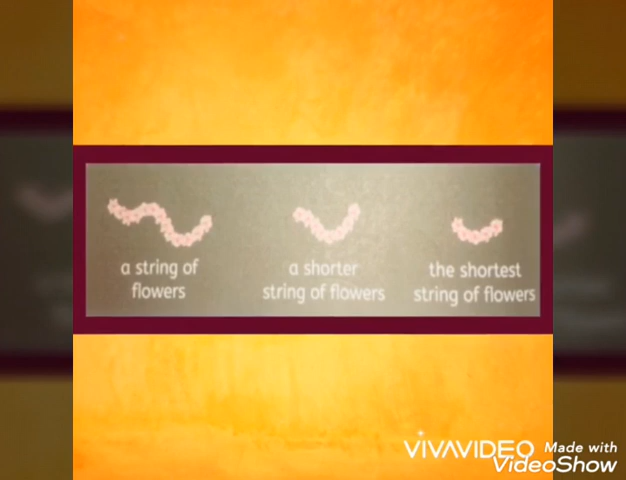 a string of
flowers
a shorter
string of flowers
the shortest
string of flowers
VIVAVIDEO
Made with
VideoShow